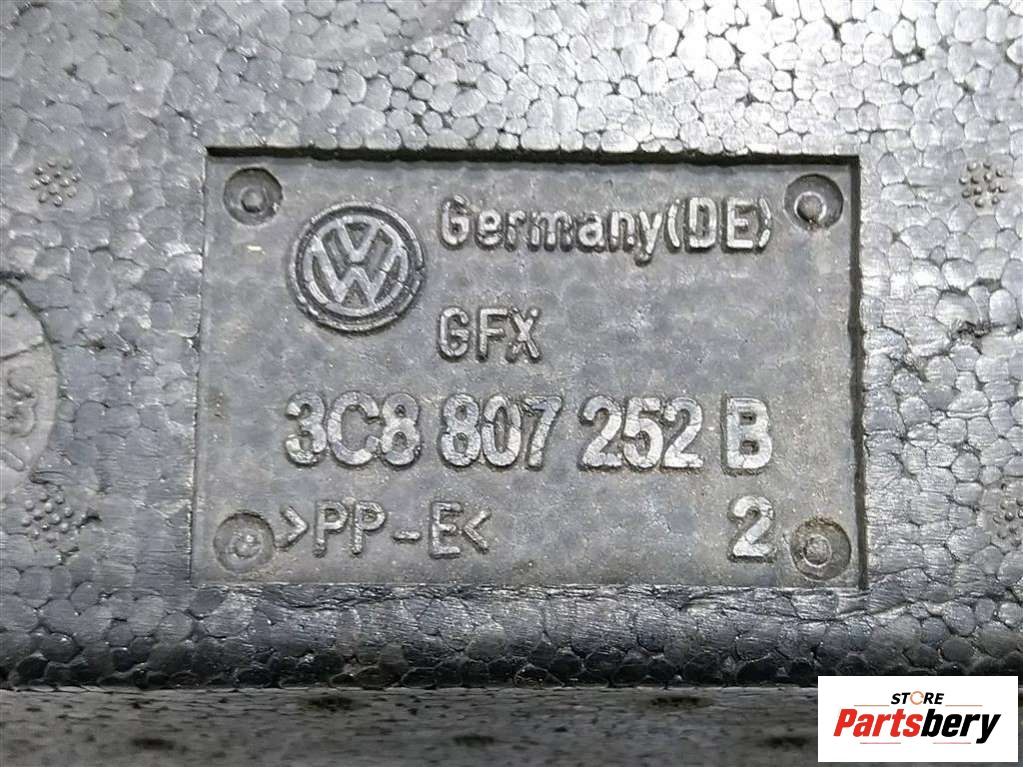 Germany(DE)
GFX
3C8 807 252 B
>PP-E< 2
STORE
Partsbery